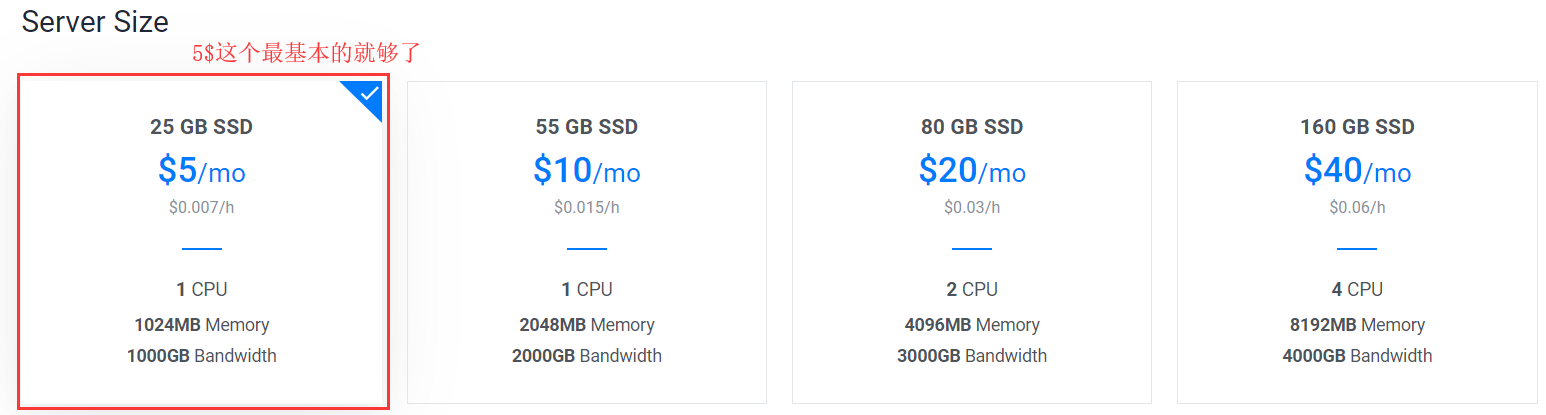 Server Size
5$这个最基本的就够了
25 GB SSD
$5/mo
$0.007/h
1 CPU
1024MB Memory
1000GB Bandwidth
55 GB SSD
$10/mo
$0.015/h
1 CPU
2048MB Memory
2000GB Bandwidth
80 GB SSD
$20/mo
$0.03/h
2 CPU
4096MB Memory
3000GB Bandwidth
160 GB SSD
$40/mo
$0.06/h
4 CPU
8192MB Memory
4000GB Bandwidth